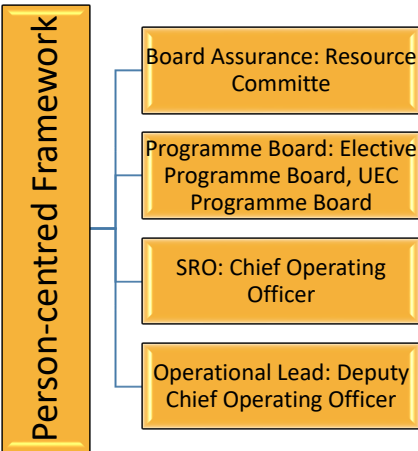 Person-centred Framework
Board Assurance: Resource
Committe
Programme Board: Elective
Programme Board, UEC
Programme Board
SRO: Chief Operating
Officer
Operational Lead: Deputy
Chief Operating Officer